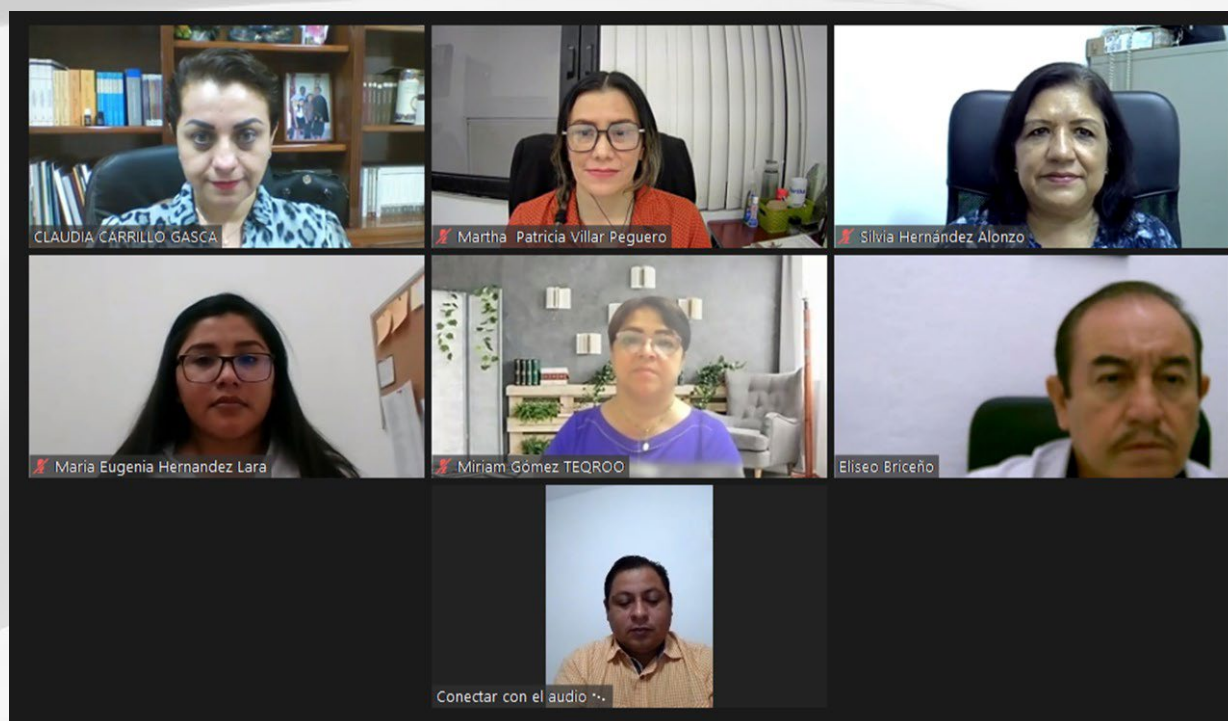 CLAUDIA CARRILLO GASCA
Martha Patricia Villar Peguero
Silvia Hernández Alonzo
Maria Eugenia Hernandez Lara
Miriam Gómez TEQROO
Eliseo Briceño
Conectar con el audio